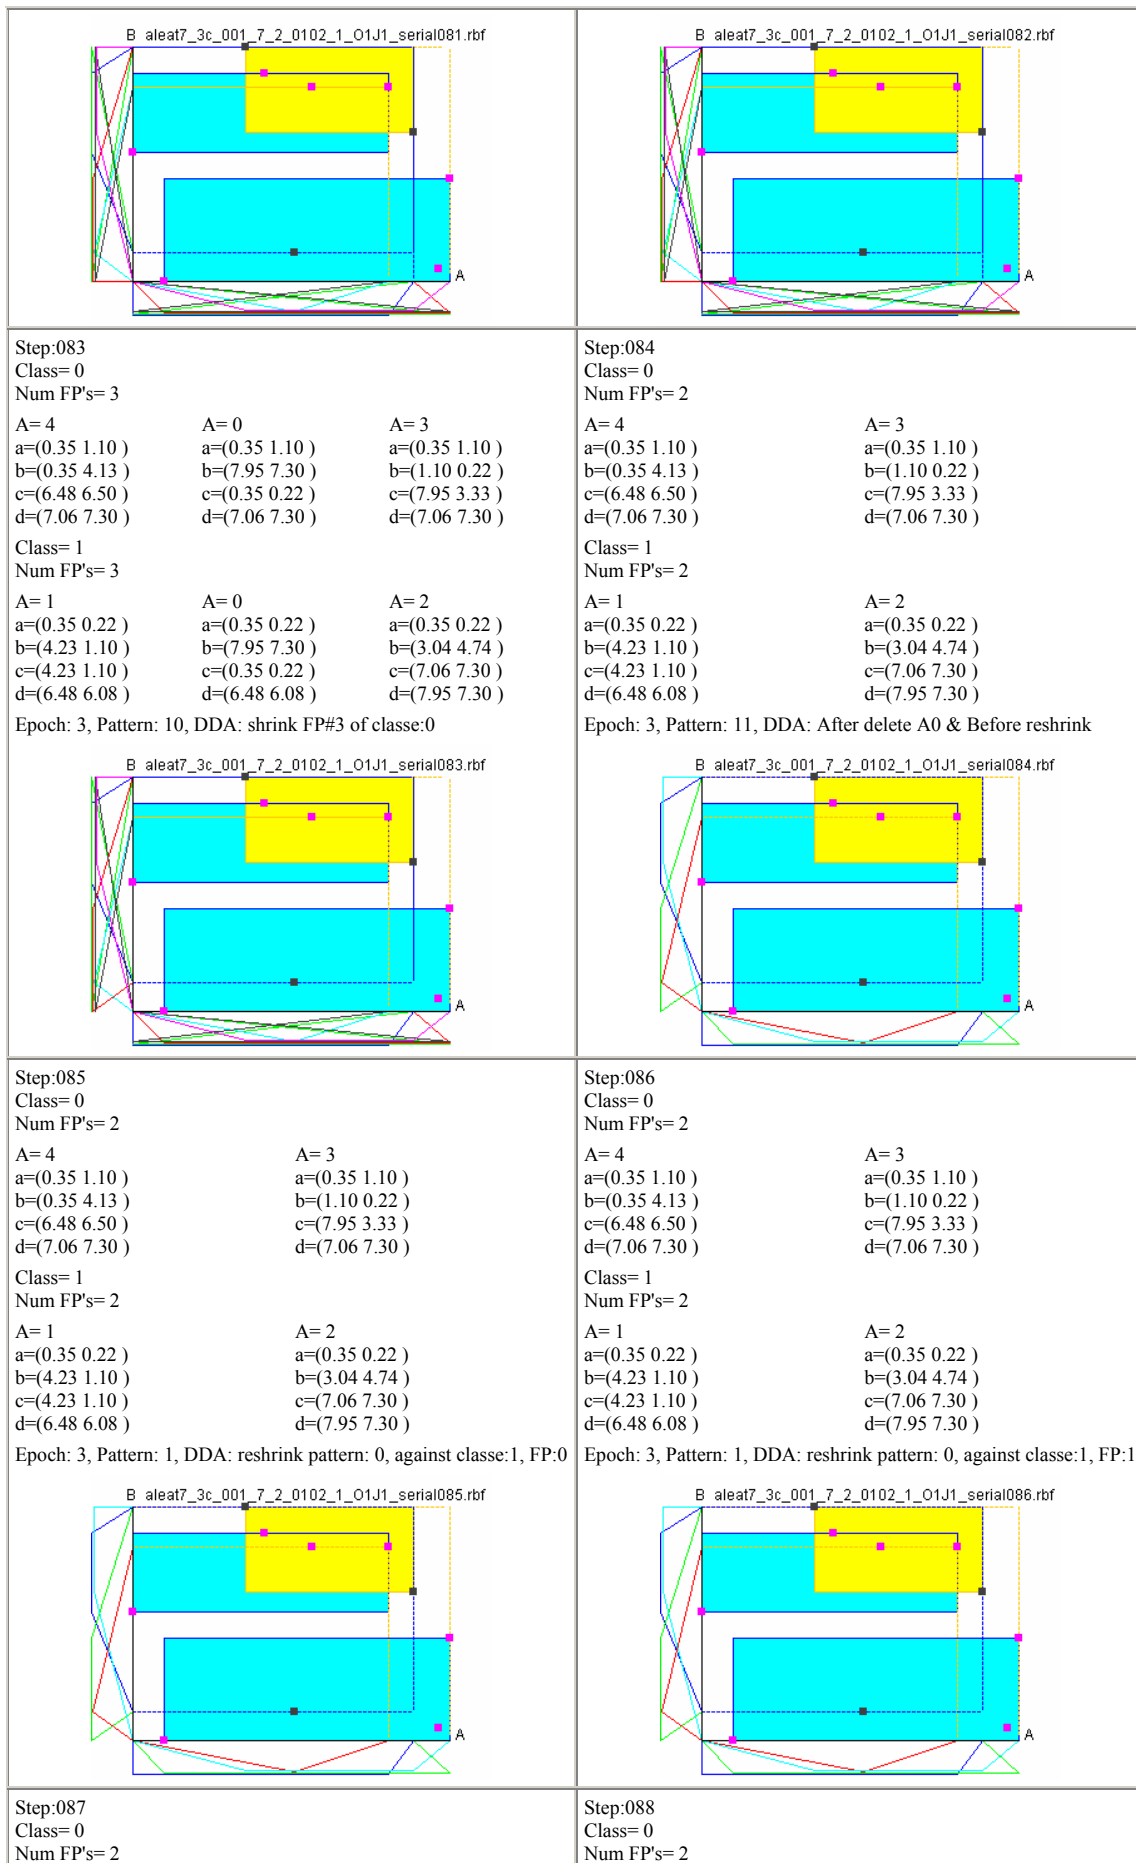 B aleat7_3c_001_7_2_0102_1_O1J1_serial081.rbf
A
B aleat7_3c_001_7_2_0102_1_O1J1_serial082.rbf
A
Step:083
Class= 0
Num FP's= 3
A= 4 A= 0 A= 3
a=(0.35 1.10 ) a=(0.35 1.10 ) a=(0.35 1.10 )
b=(0.35 4.13 ) b=(7.95 7.30 ) b=(1.10 0.22 )
c=(6.48 6.50 ) c=(0.35 0.22 ) c=(7.95 3.33 )
d=(7.06 7.30 ) d=(7.06 7.30 ) d=(7.06 7.30 )
Class= 1
Num FP's= 3
A= 1 A= 0 A= 2
a=(0.35 0.22 ) a=(0.35 0.22 ) a=(0.35 0.22 )
b=(4.23 1.10 ) b=(7.95 7.30 ) b=(3.04 4.74 )
c=(4.23 1.10 ) c=(0.35 0.22 ) c=(7.06 7.30 )
d=(6.48 6.08 ) d=(6.48 6.08 ) d=(7.95 7.30 )
Epoch: 3, Pattern: 10, DDA: shrink FP#3 of classe:0
B aleat7_3c_001_7_2_0102_1_O1J1_serial083.rbf
A
Step:084
Class= 0
Num FP's= 2
A= 4 A= 3
a=(0.35 1.10 ) a=(0.35 1.10 )
b=(0.35 4.13 ) b=(1.10 0.22 )
c=(6.48 6.50 ) c=(7.95 3.33 )
d=(7.06 7.30 ) d=(7.06 7.30 )
Class= 1
Num FP's= 2
A= 1 A= 2
a=(0.35 0.22 ) a=(0.35 0.22 )
b=(4.23 1.10 ) b=(3.04 4.74 )
c=(4.23 1.10 ) c=(7.06 7.30 )
d=(6.48 6.08 ) d=(7.95 7.30 )
Epoch: 3, Pattern: 11, DDA: After delete A0 & Before reshrink
B aleat7_3c_001_7_2_0102_1_O1J1_serial084.rbf
A
Step:085
Class= 0
Num FP's= 2
A= 4 A= 3
a=(0.35 1.10 ) a=(0.35 1.10 )
b=(0.35 4.13 ) b=(1.10 0.22 )
c=(6.48 6.50 ) c=(7.95 3.33 )
d=(7.06 7.30 ) d=(7.06 7.30 )
Class= 1
Num FP's= 2
A= 1 A= 2
a=(0.35 0.22 ) a=(0.35 0.22 )
b=(4.23 1.10 ) b=(3.04 4.74 )
c=(4.23 1.10 ) c=(7.06 7.30 )
d=(6.48 6.08 ) d=(7.95 7.30 )
Epoch: 3, Pattern: 1, DDA: reshrink pattern: 0, against classe:1, FP:0
B aleat7_3c_001_7_2_0102_1_O1J1_serial085.rbf
A
Step:086
Class= 0
Num FP's= 2
A= 4 A= 3
a=(0.35 1.10 ) a=(0.35 1.10 )
b=(0.35 4.13 ) b=(1.10 0.22 )
c=(6.48 6.50 ) c=(7.95 3.33 )
d=(7.06 7.30 ) d=(7.06 7.30 )
Class= 1
Num FP's= 2
A= 1 A= 2
a=(0.35 0.22 ) a=(0.35 0.22 )
b=(4.23 1.10 ) b=(3.04 4.74 )
c=(4.23 1.10 ) c=(7.06 7.30 )
d=(6.48 6.08 ) d=(7.95 7.30 )
Epoch: 3, Pattern: 1, DDA: reshrink pattern: 0, against classe:1, FP:1
B aleat7_3c_001_7_2_0102_1_O1J1_serial086.rbf
A
Step:087
Class= 0
Num FP's= 2
Step:088
Class= 0
Num FP's= 2